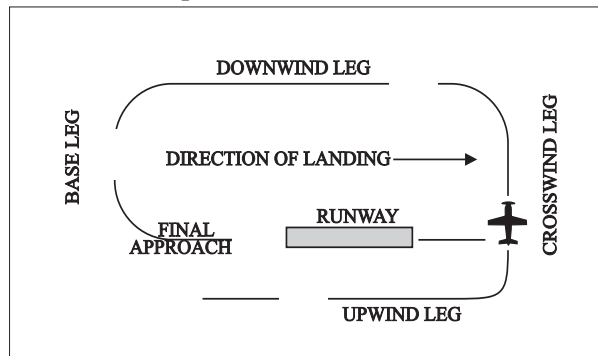 DOWNWIND LEG
BASE LEG
DIRECTION OF LANDING
CROSSWIND LEG
RUNWAY
FINAL
APPROACH
UPWIND LEG